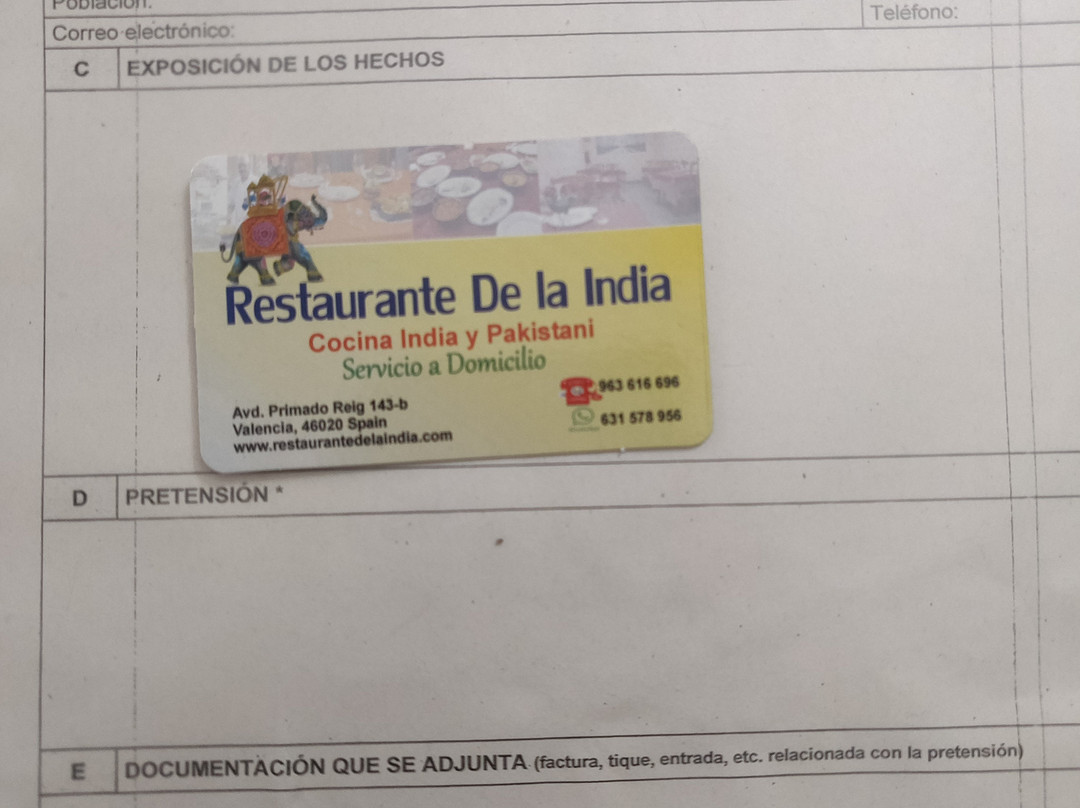 Población:
Correo electrónico:
Teléfono:
C EXPOSICIÓN DE LOS HECHOS
Restaurante De la India
Cocina India y Pakistani
Servicio a Domicilio
963 616 696
631 578 956
Avd. Primado Reig 143-b
Valencia, 46020 Spain
www.restaurantedelaindia.com
D PRETENSIÓN *
E DOCUMENTACIÓN QUE SE ADJUNTA (factura, tique, entrada, etc. relacionada con la pretensión)